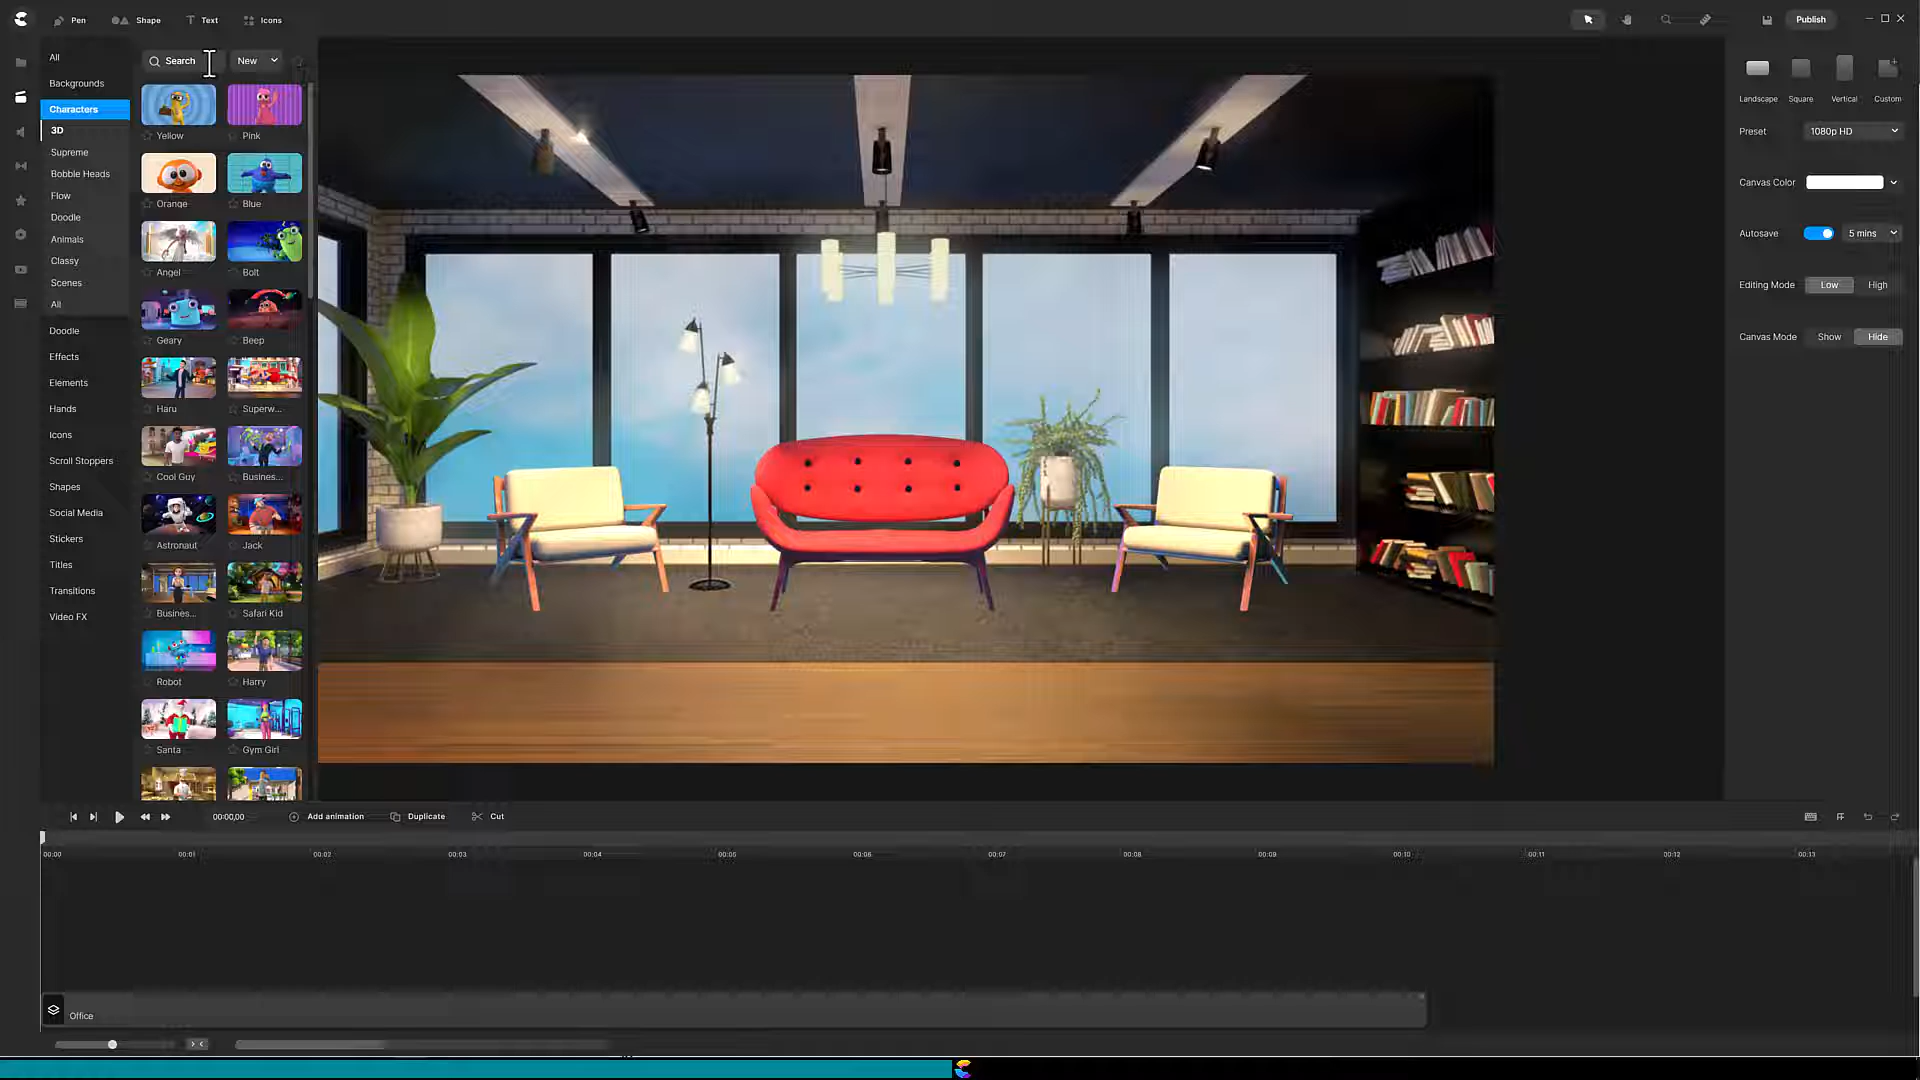 Pen
Shape
Text
Icons
Publish
All
Backgrounds
Characters
3D
Supreme
Bobble Heads
Flow
Doodle
Animals
Classy
Scenes
All
Doodle
Effects
Elements
Hands
Icons
Scroll Stoppers
Shapes
Social Media
Stickers
Titles
Transitions
Video FX
Search
New
Yellow
Pink
Orange
Blue
Angel
Bolt
Geary
Beep
Haru
Superw...
Cool Guy
Busines...
Astronaut
Jack
Busines...
Safari Kid
Robot
Harry
Santa
Gym Girl
Landscape
Square
Vertical
Custom
Preset
1080p HD
Canvas Color
Autosave
5 mins
Editing Mode
Low
High
Canvas Mode
Show
Hide
00:00,00
Add animation
Duplicate
Cut
00:00
00:01
00:02
00:03
00:04
00:05
00:06
00:07
00:08
00:09
00:10
00:11
00:12
00:13
Office